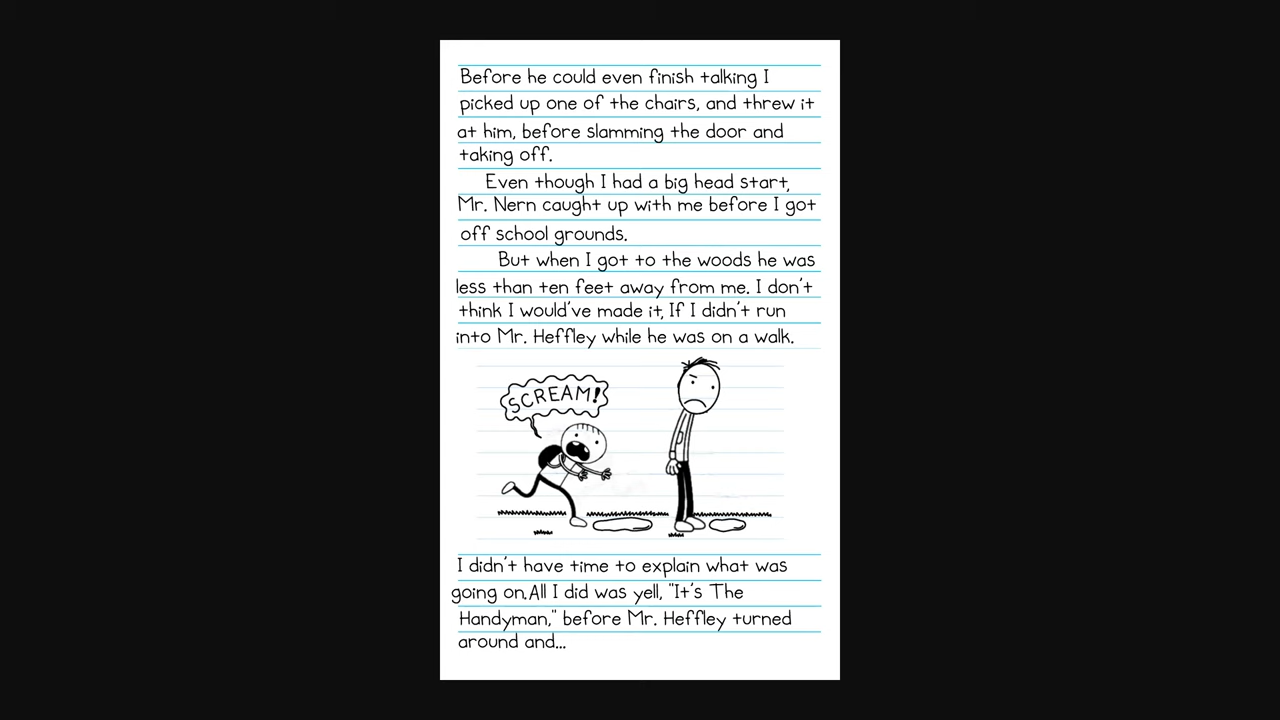 Before he could even finish talking I
picked up one of the chairs, and threw it
at him, before slamming the door and
taking off.
Even though I had a big head start,
Mr. Nern caught up with me before I got
off school grounds.
But when I got to the woods he was
less than ten feet away from me. I don't
think I would've made it, If I didn't run
into Mr. Heffley while he was on a walk.
SCREAM!
I didn't have time to explain what was
going on.All I did was yell, "It's The
Handyman," before Mr. Heffley turned
around and...